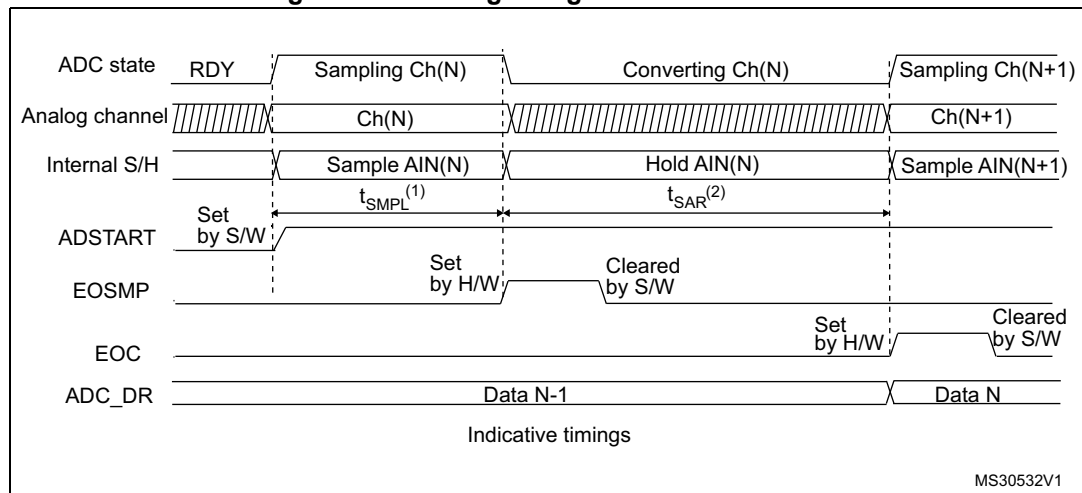 ADC state RDY Sampling Ch(N) Converting Ch(N) Sampling Ch(N+1)
Analog channel Ch(N) Ch(N+1)
Internal S/H Sample AIN(N) Hold AIN(N) Sample AIN(N+1)
tSMPL(1) tSAR(2)
Set
by S/W
ADSTART
Set
by H/W
Cleared
by S/W
EOSMP
Set
by H/W
Cleared
by S/W
EOC
ADC_DR Data N-1 Data N
Indicative timings
MS30532V1